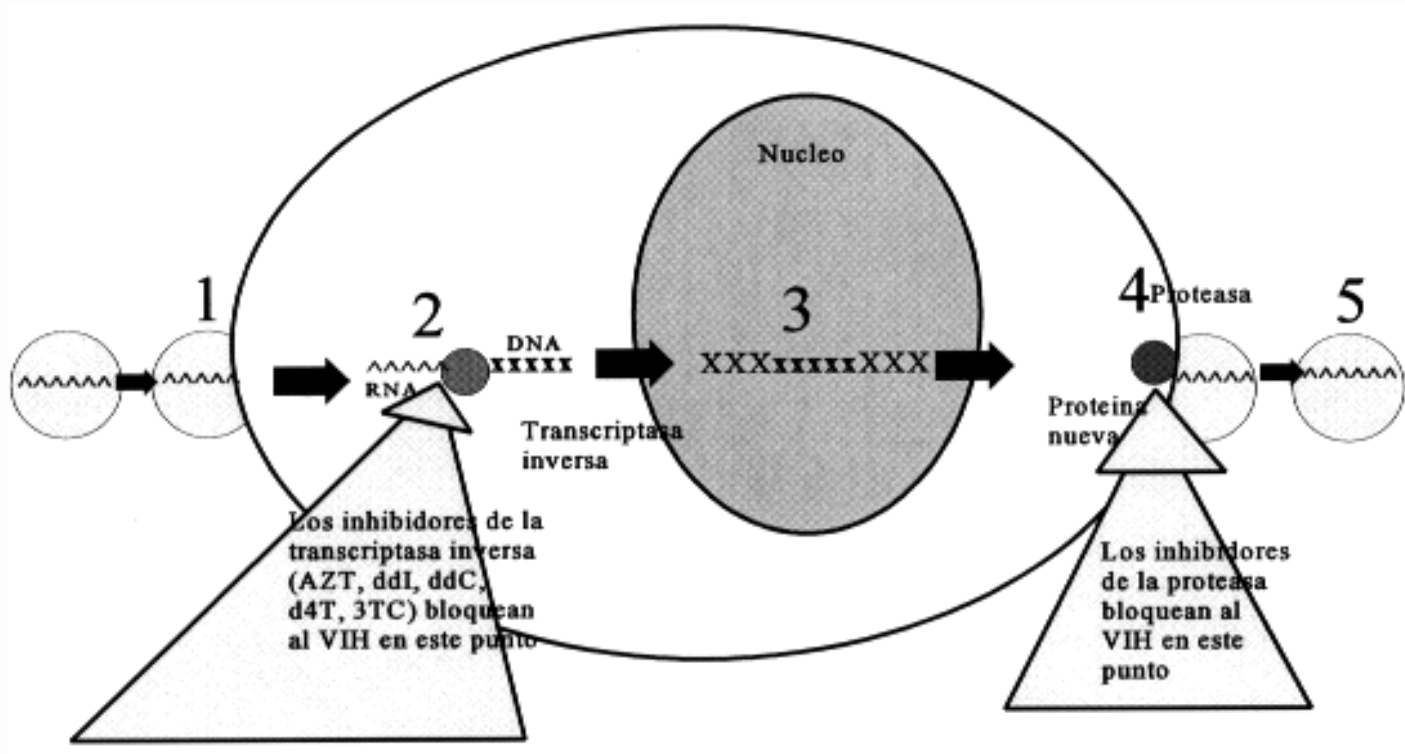 Nucleo
1
2
3
4
Proteasa
5
DNA
xxxxx
^^^^^^
^^^^^
^^^^^^
RNA
XXXxxxxxXXX
^^^^^^
^^^^^^
Transcriptasa
inversa
Proteina
nueva
Los inhibidores de la
transcriptasa inversa
(AZT, ddI, ddC,
d4T, 3TC) bloquean
al VIH en este punto
Los inhibidores
de la proteasa
bloquean al
VIH en este
punto